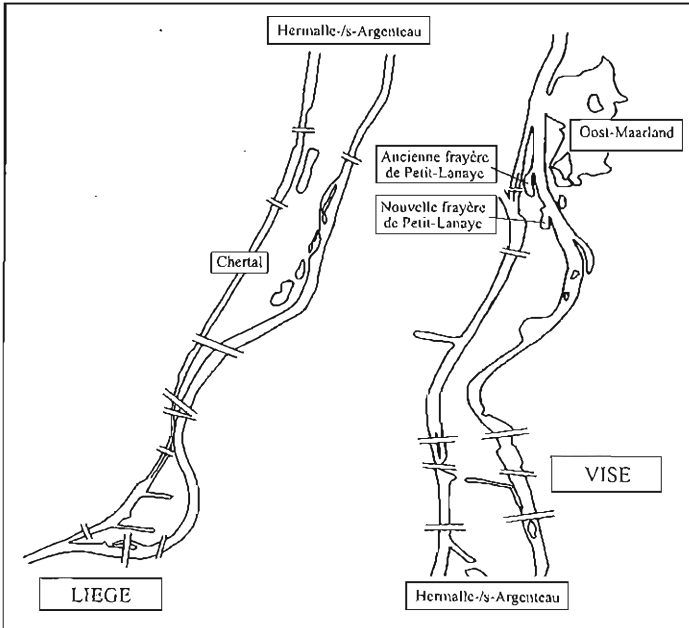 Hermalle-/s-Argenteau
Oost-Maarland
Ancienne frayère
de Petit-Lanaye
Nouvelle frayère
de Petit-Lanaye
Chertal
VISE
LIEGE
Hermalle-/s-Argenteau